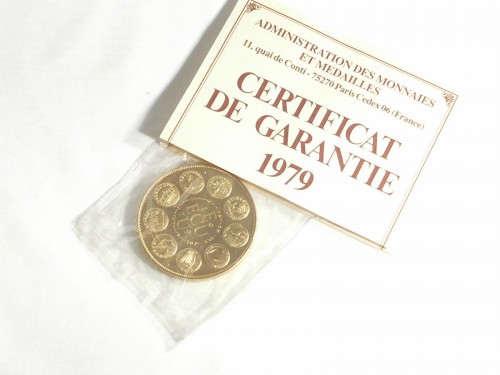 ADMINISTRATION DES MONNAIES
ET MEDAILLES
11, quai de Conti - 75270 Paris Cedex 06 (France)
CERTIFICAT
DE GARANTIE
1979